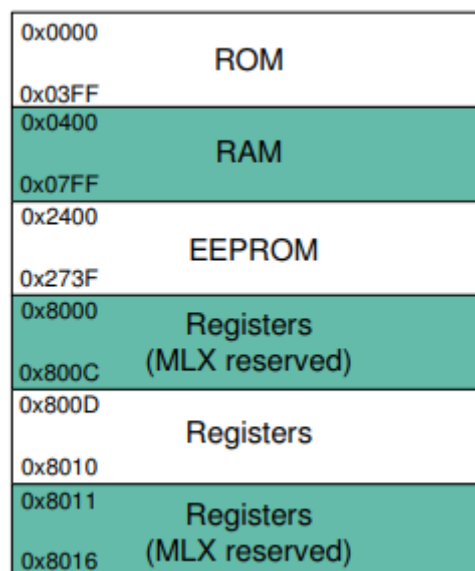 0x0000
ROM
0x03FF
0x0400
RAM
0x07FF
0x2400
EEPROM
0x273F
0x8000
Registers
(MLX reserved)
0x800C
0x800D
Registers
0x8010
0x8011
Registers
(MLX reserved)
0x8016